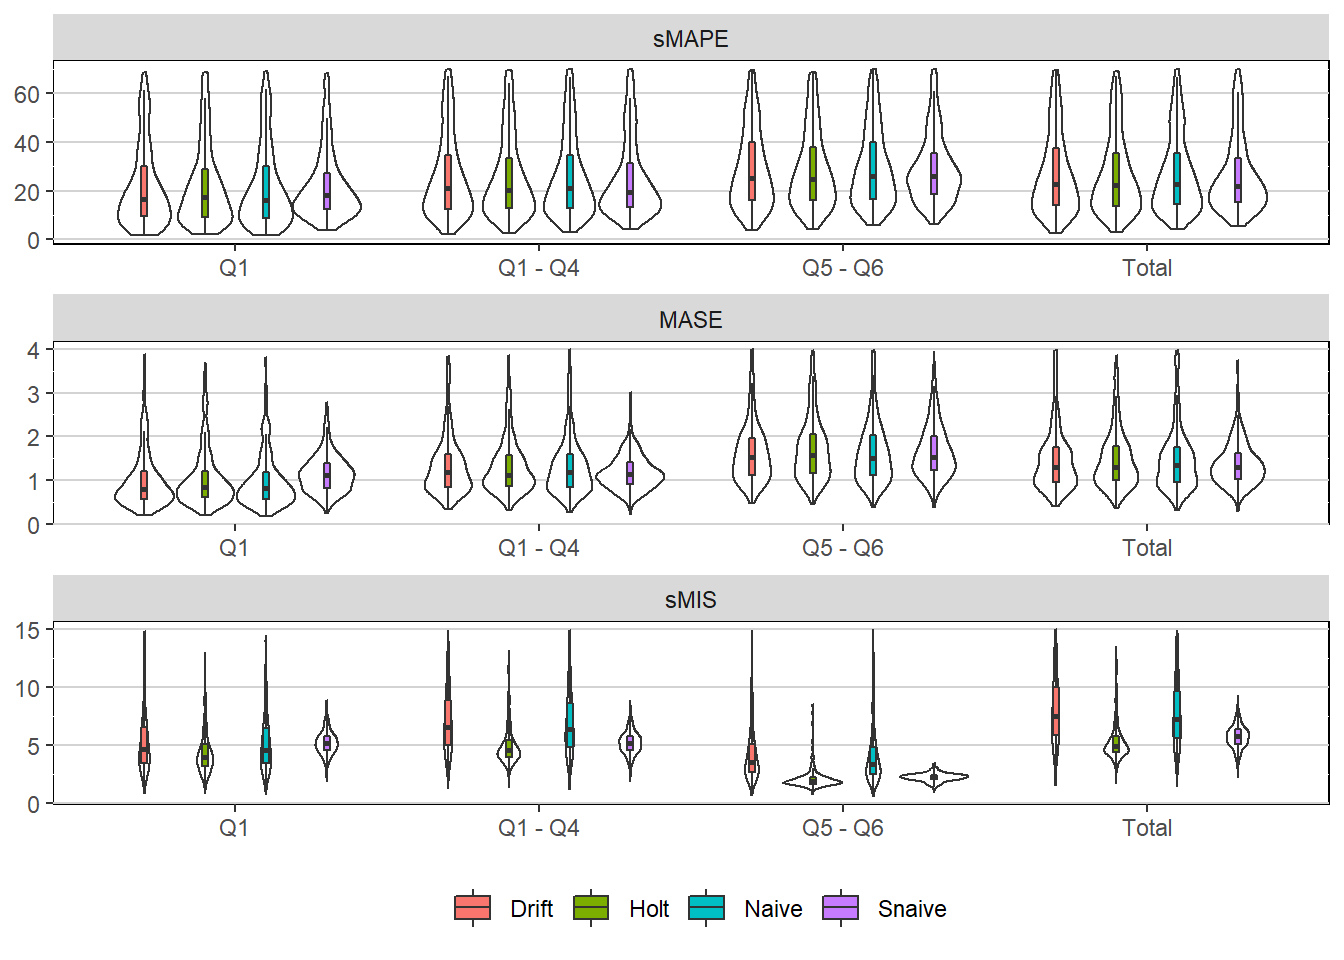 sMAPE
60
40
20
0
Q1 Q1 - Q4 Q5 - Q6 Total
MASE
4
3
2
1
0
Q1 Q1 - Q4 Q5 - Q6 Total
sMIS
15
10
5
0
Q1 Q1 - Q4 Q5 - Q6 Total
Drift Holt Naive Snaive